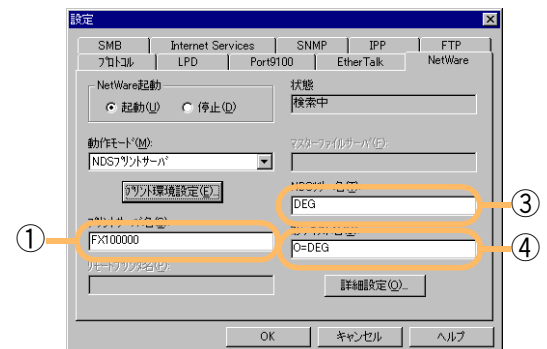 設定
SMB Internet Services SNMP IPP FTP
プロトコル LPD Port9100 EtherTalk NetWare
NetWare起動
起動(U) 停止(D)
状態
検索中
動作モード(M):
NDSプリントサーバ
マスターファイルサーバ(F):
プリント環境設定(E)...
DEG
③
①
FX100000
O=DEG
④
リモートプリンタ名(P):
詳細設定(O)...
OK キャンセル ヘルプ